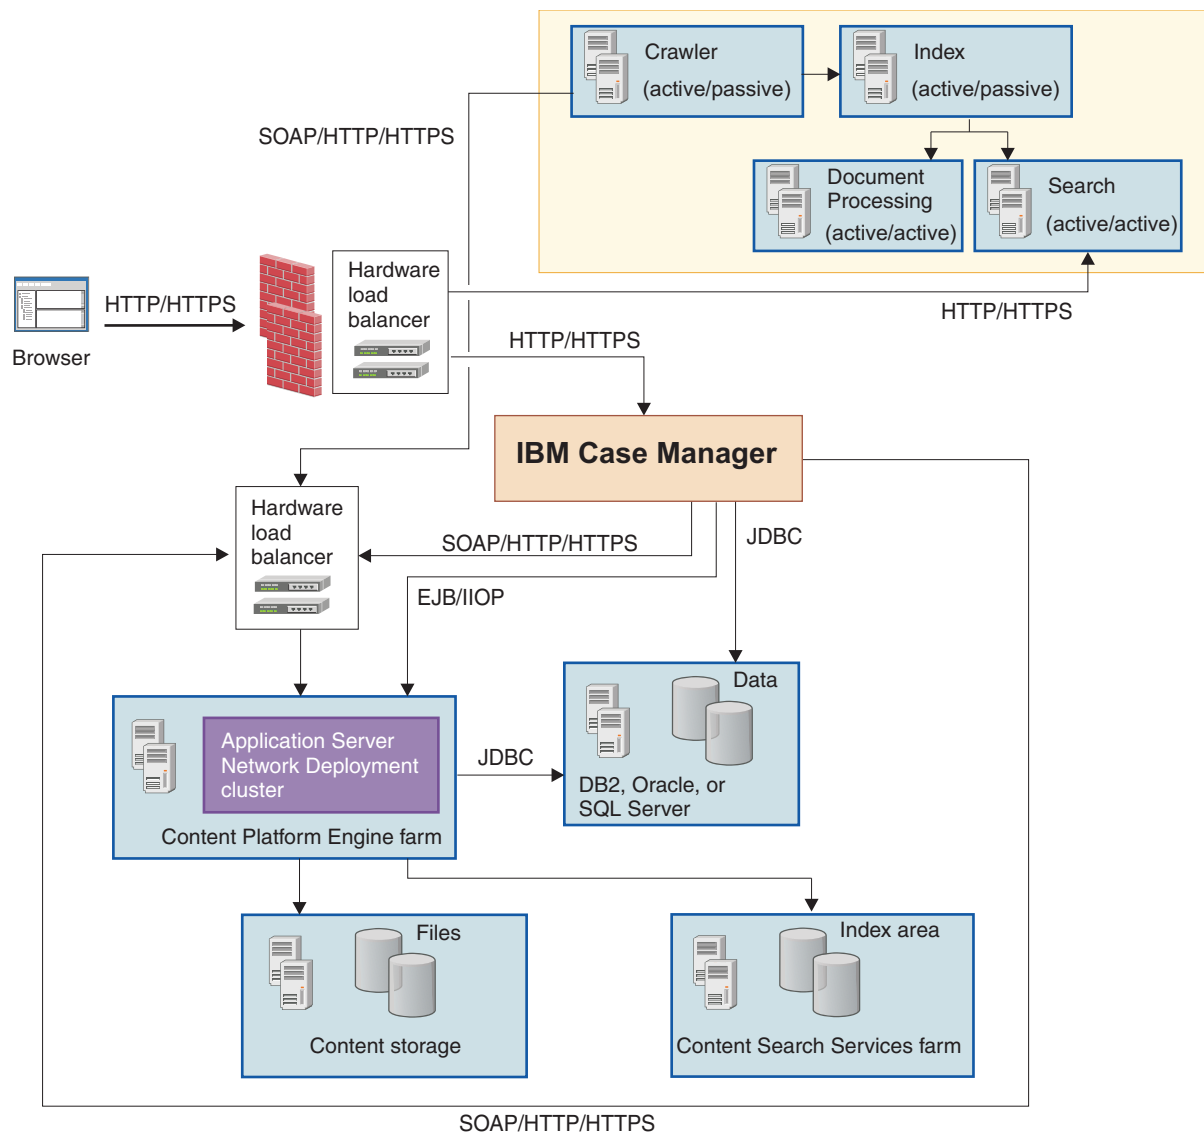 Crawler
(active/passive)
Index
(active/passive)
SOAP/HTTP/HTTPS
Document
Processing
(active/active)
Search
(active/active)
Hardware
load
balancer
HTTP/HTTPS
Browser
HTTP/HTTPS
HTTP/HTTPS
IBM Case Manager
Hardware
load
balancer
SOAP/HTTP/HTTPS
JDBC
EJB/IIOP
Data
DB2, Oracle, or
SQL Server
Application Server
Network Deployment
cluster
JDBC
Content Platform Engine farm
Files
Content storage
Index area
Content Search Services farm
SOAP/HTTP/HTTPS